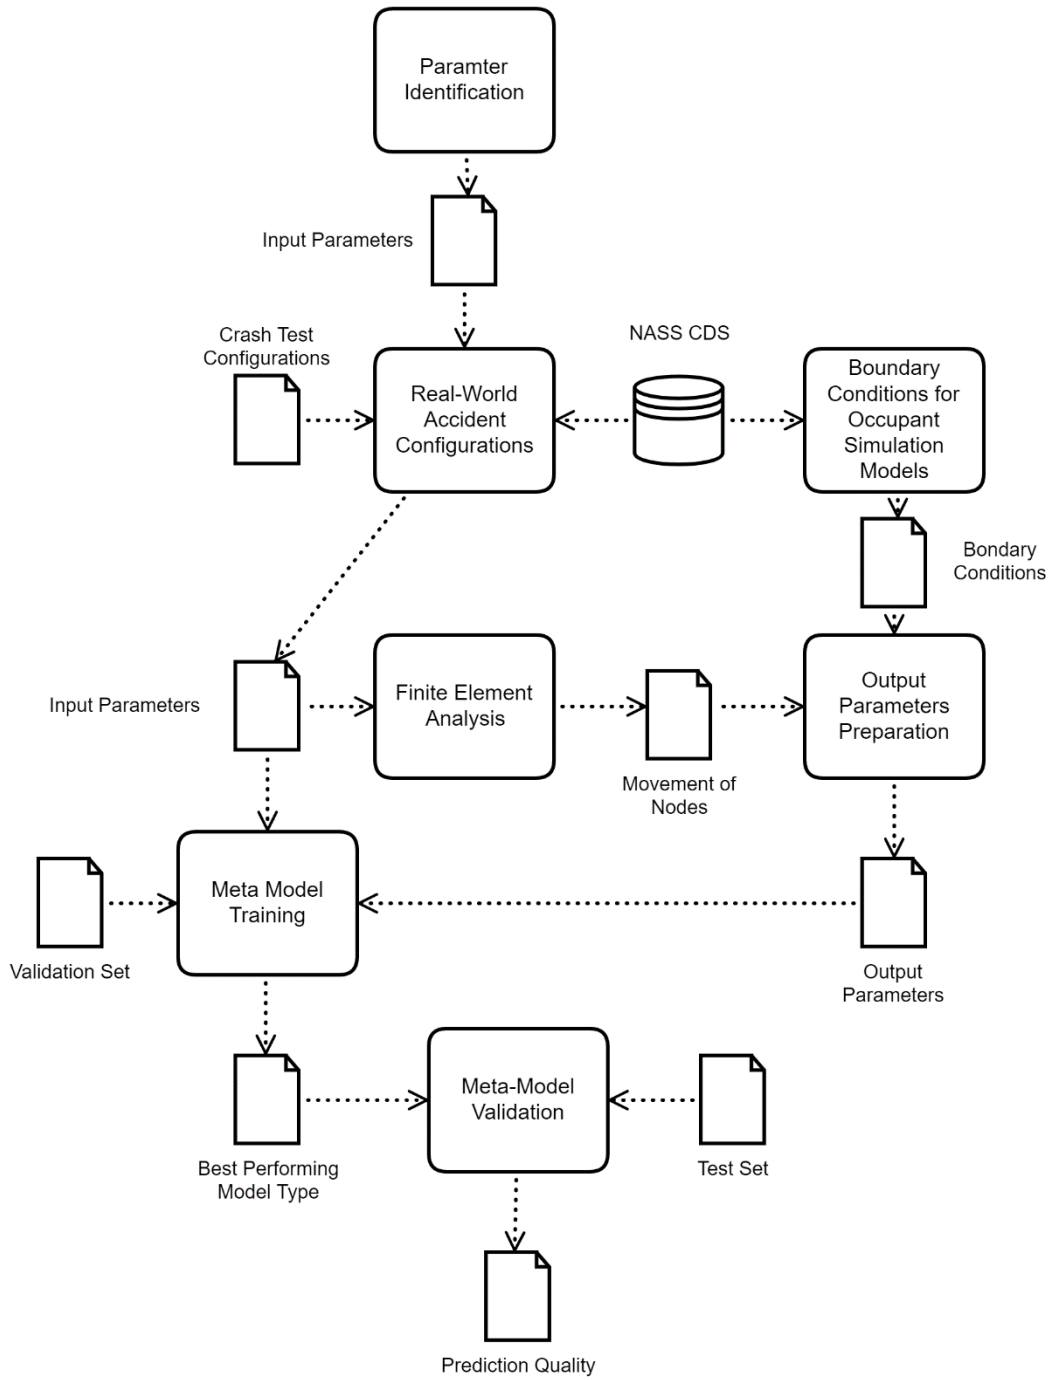 Paramter
Identification
Input Parameters
Crash Test
Configurations
NASS CDS
Real-World
Accident
Configurations
Boundary
Conditions for
Occupant
Simulation
Models
Bondary
Conditions
Input Parameters
Finite Element
Analysis
Movement of
Nodes
Output
Parameters
Preparation
Meta Model
Training
Validation Set
Output
Parameters
Best Performing
Model Type
Meta-Model
Validation
Test Set
Prediction Quality